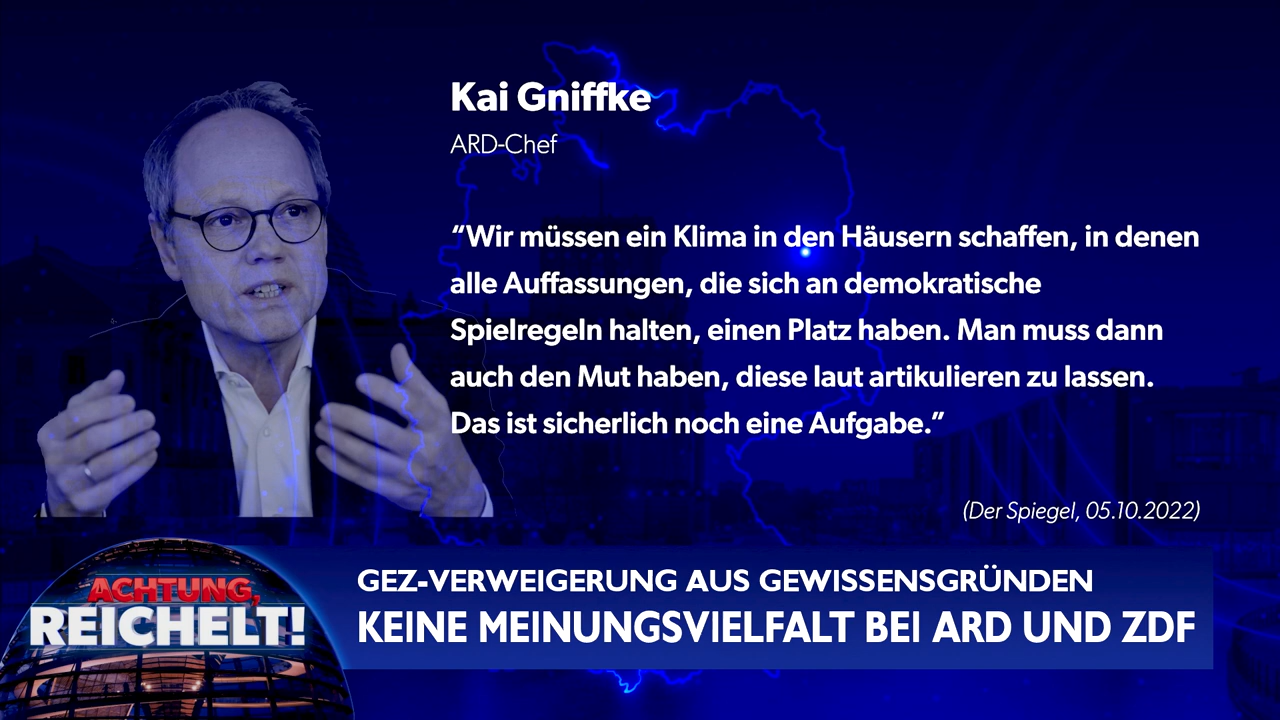 Kai Gniffke
ARD-Chef
“Wir müssen ein Klima in den Häusern schaffen, in denen
alle Auffassungen, die sich an demokratische
Spielregeln halten, einen Platz haben. Man muss dann
auch den Mut haben, diese laut artikulieren zu lassen.
Das ist sicherlich noch eine Aufgabe.”
(Der Spiegel, 05.10.2022)
ACHTUNG,
REICHELT!
GEZ-VERWEIGERUNG AUS GEWISSENSGRÜNDEN
KEINE MEINUNGSVIELFALT BEI ARD UND ZDF